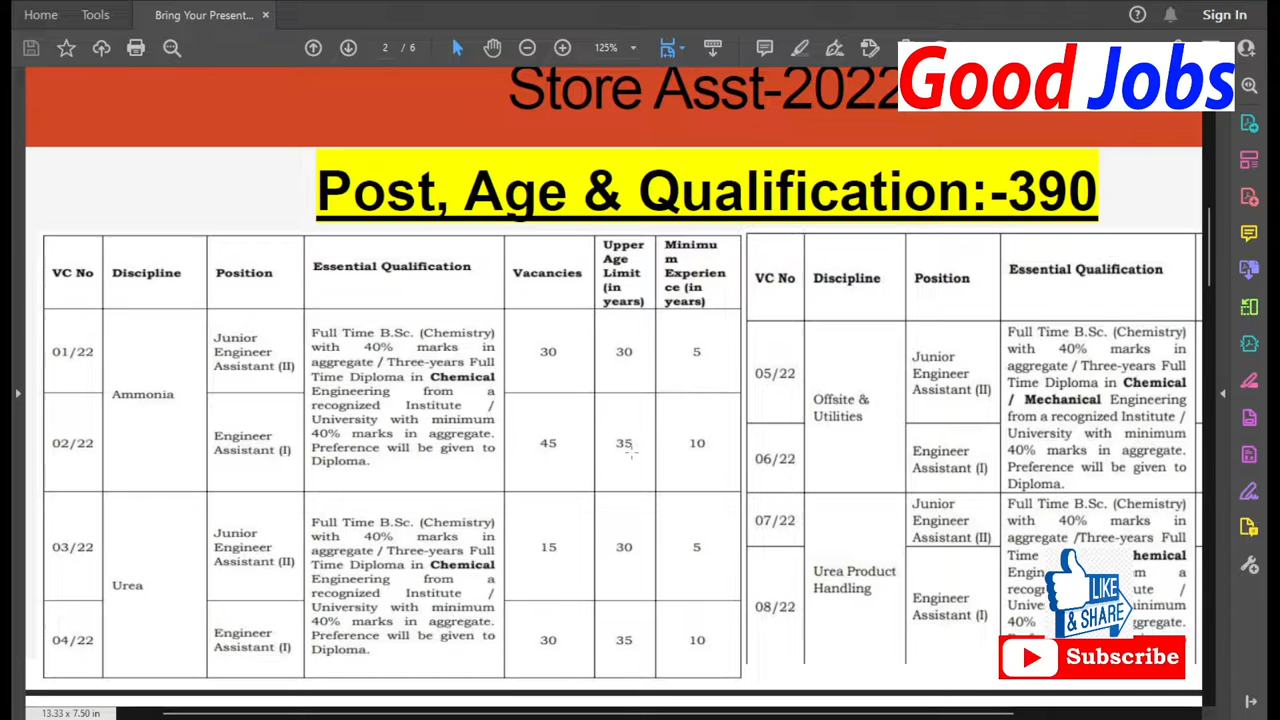 Home Tools Bring Your Present... × Sign In
2 / 6 125%
Store Asst-2022
Good Jobs
Post, Age & Qualification:-390
VC No Discipline Position Essential Qualification Vacancies
Upper
Age
Limit
(in
years)
Minimu
m
Experien
ce (in
years)
01/22
Ammonia
Junior
Engineer
Assistant (II)
Full Time B.Sc. (Chemistry)
with 40% marks in
aggregate / Three-years Full
Time Diploma in Chemical
Engineering from a
recognized Institute /
University with minimum
40% marks in aggregate.
Preference will be given to
Diploma.
30 30 5
02/22
Engineer
Assistant (I)
45 35 10
03/22
Urea
Junior
Engineer
Assistant (II)
Full Time B.Sc. (Chemistry)
with 40% marks in
aggregate / Three-years Full
Time Diploma in Chemical
Engineering from a
recognized Institute /
University with minimum
40% marks in aggregate.
Preference will be given to
Diploma.
15 30 5
04/22
Engineer
Assistant (I)
30 35 10
VC No Discipline Position Essential Qualification
05/22
Offsite &
Utilities
Junior
Engineer
Assistant (II)
Full Time B.Sc. (Chemistry)
with 40% marks in
aggregate / Three-years Full
Time Diploma in Chemical
/ Mechanical Engineering
from a recognized Institute /
University with minimum
40% marks in aggregate.
Preference will be given to
Diploma.
06/22
Engineer
Assistant (I)
07/22
Urea Product
Handling
Junior
Engineer
Assistant (II)
Full Time B.Sc. (Chemistry)
with 40% marks in
aggregate /Three-years Full
Time
a
/
40%
08/22
Engineer
Assistant (I)
LIKE
& SHARE
Subscribe
13.33 x 7.50 in